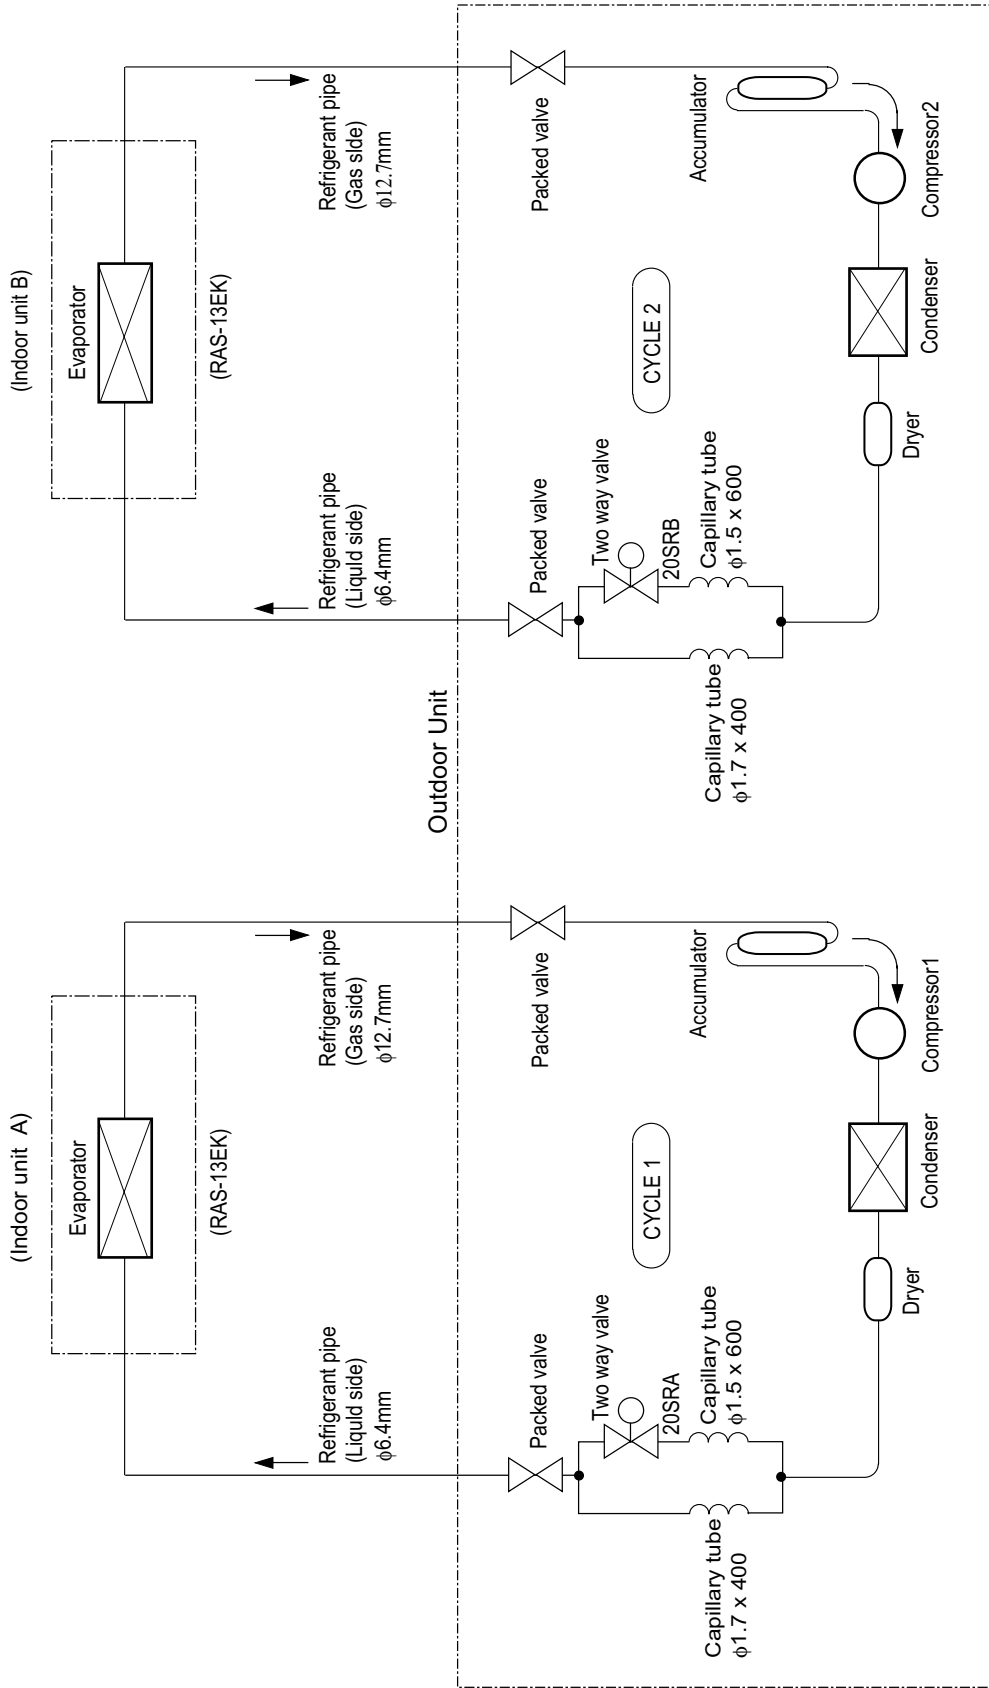 (Indoor unit A)
Evaporator
(RAS-13EK)
Refrigerant pipe
(Liquid side)
ϕ6.4mm
Refrigerant pipe
(Gas side)
ϕ12.7mm
Packed valve
Packed valve
Two way valve
20SRA
CYCLE 1
Capillary tube
ϕ1.7 x 400
Capillary tube
ϕ1.5 x 600
Accumulator
Dryer
Condenser
Compressor1
Outdoor Unit
(Indoor unit B)
Evaporator
(RAS-13EK)
Refrigerant pipe
(Liquid side)
ϕ6.4mm
Refrigerant pipe
(Gas side)
ϕ12.7mm
Packed valve
Packed valve
Two way valve
20SRB
CYCLE 2
Capillary tube
ϕ1.7 x 400
Capillary tube
ϕ1.5 x 600
Accumulator
Dryer
Condenser
Compressor2